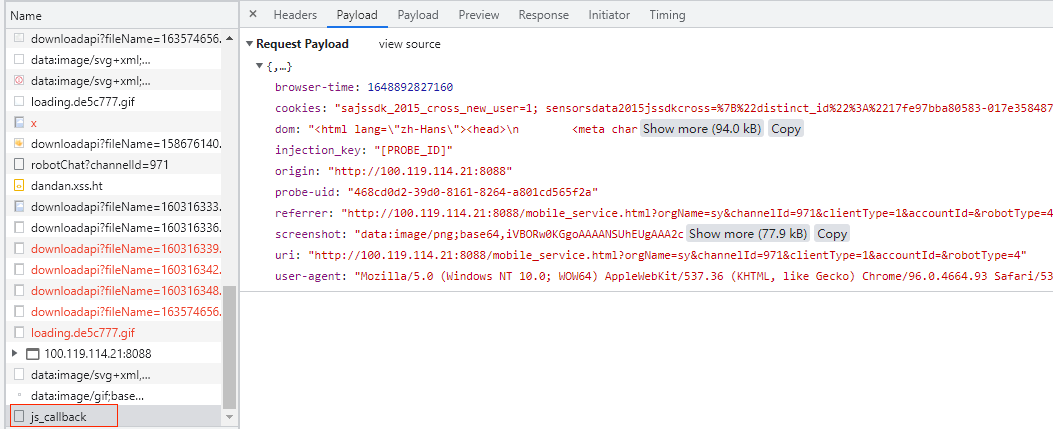 Name
downloadapi?fileName=163574656.
data:image/svg+xml;...
data:image/svg+xml;...
loading.de5c777.gif
x
downloadapi?fileName=158676140.
robotChat?channelId=971
dandan.xss.ht
downloadapi?fileName=160316333.
downloadapi?fileName=160316336.
downloadapi?fileName=160316339.
downloadapi?fileName=160316342.
downloadapi?fileName=160316348.
downloadapi?fileName=163574656.
loading.de5c777.gif
100.119.114.21:8088
data:image/svg+xml,...
data:image/gif;base...
js_callback
× Headers Payload Payload Preview Response Initiator Timing
Request Payload view source
{,…}
browser-time: 1648892827160
cookies: "sajssdk_2015_cross_new_user=1; sensorsdata2015jssdkcross=%7B%22distinct_id%22%3A%2217fe97bba80583-017e358487
dom: "<html lang=\"zh-Hans\"><head>\n <meta char Show more (94.0 kB) Copy
injection_key: "[PROBE_ID]"
origin: "http://100.119.114.21:8088"
probe-uid: "468cd0d2-39d0-8161-8264-a801cd565f2a"
referrer: "http://100.119.114.21:8088/mobile_service.html?orgName=sy&channelId=971&clientType=1&accountId=&robotType=4
screenshot: "data:image/png;base64,iVBORw0KGgoAAAANSUhEUgAAA2c Show more (77.9 kB) Copy
uri: "http://100.119.114.21:8088/mobile_service.html?orgName=sy&channelId=971&clientType=1&accountId=&robotType=4"
user-agent: "Mozilla/5.0 (Windows NT 10.0; WOW64) AppleWebKit/537.36 (KHTML, like Gecko) Chrome/96.0.4664.93 Safari/53